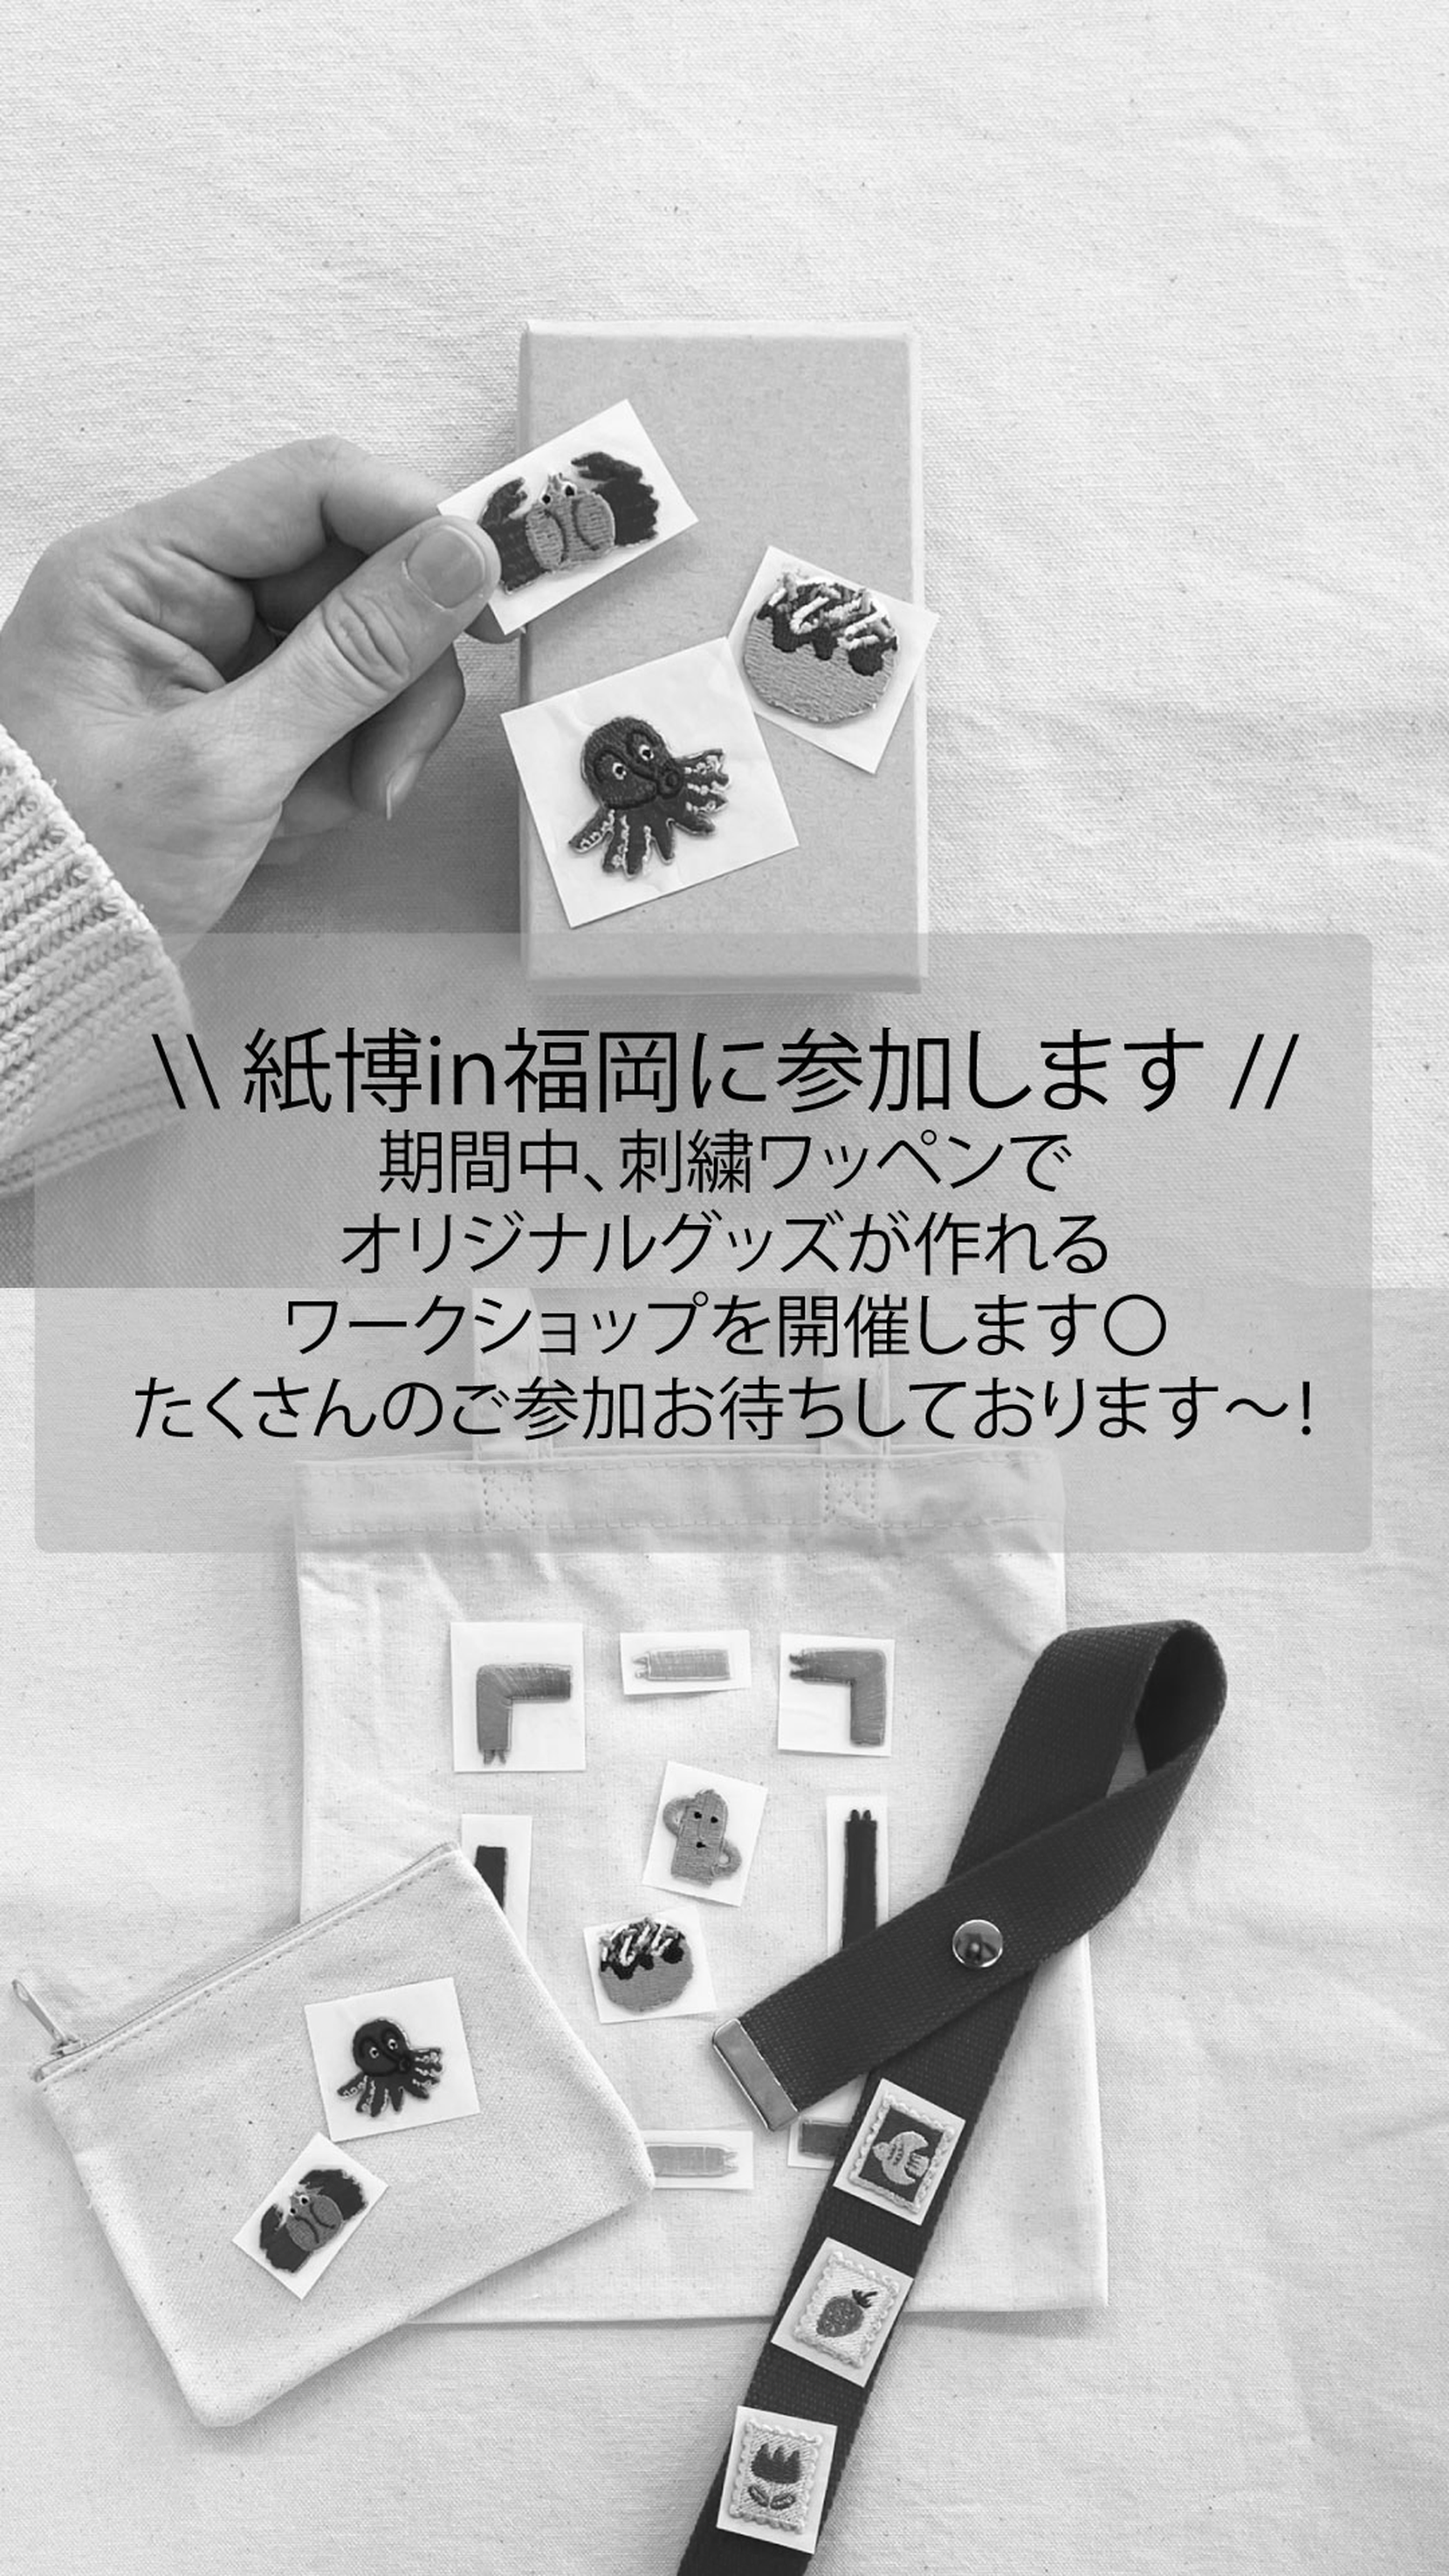 \\ 紙博in福岡に参加します //
期間中、刺繍ワッペンで
オリジナルグッズが作れる
ワークショップを開催します〇
たくさんのご参加お待ちしております～！